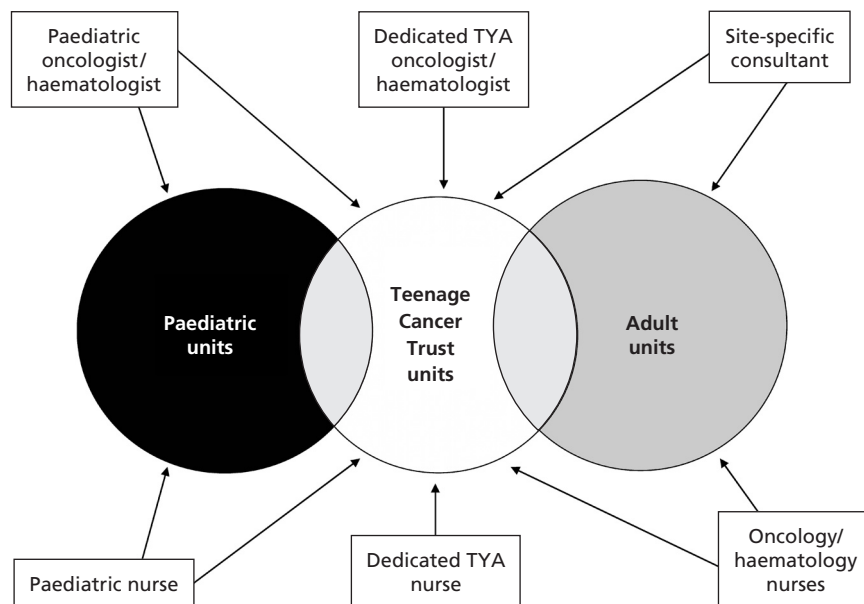 Paediatric
oncologist/
haematologist
Dedicated TYA
oncologist/
haematologist
Site-specific
consultant
Paediatric
units
Teenage
Cancer
Trust
units
Adult
units
Paediatric nurse
Dedicated TYA
nurse
Oncology/
haematology
nurses